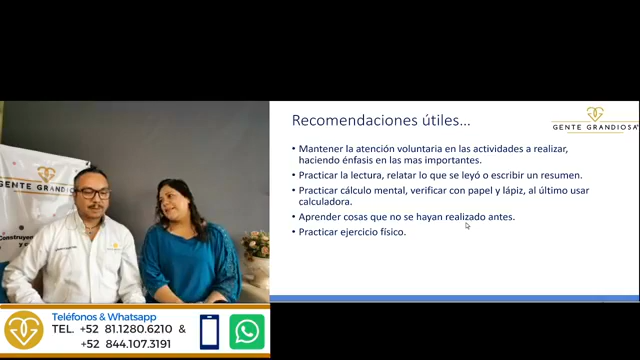 GENTE GRANDIOSA
Construyen
Recomendaciones útiles...
GENTE GRANDIOSA
• Mantener la atención voluntaria en las actividades a realizar,
haciendo énfasis en las mas importantes.
• Practicar la lectura, relatar lo que se leyó o escribir un resumen.
• Practicar cálculo mental, verificar con papel y lápiz, al último usar
calculadora.
• Aprender cosas que no se hayan realizado antes.
• Practicar ejercicio físico.
Teléfonos & Whatsapp
TEL. +52 81.1280.6210 &
+52 844.107.3191